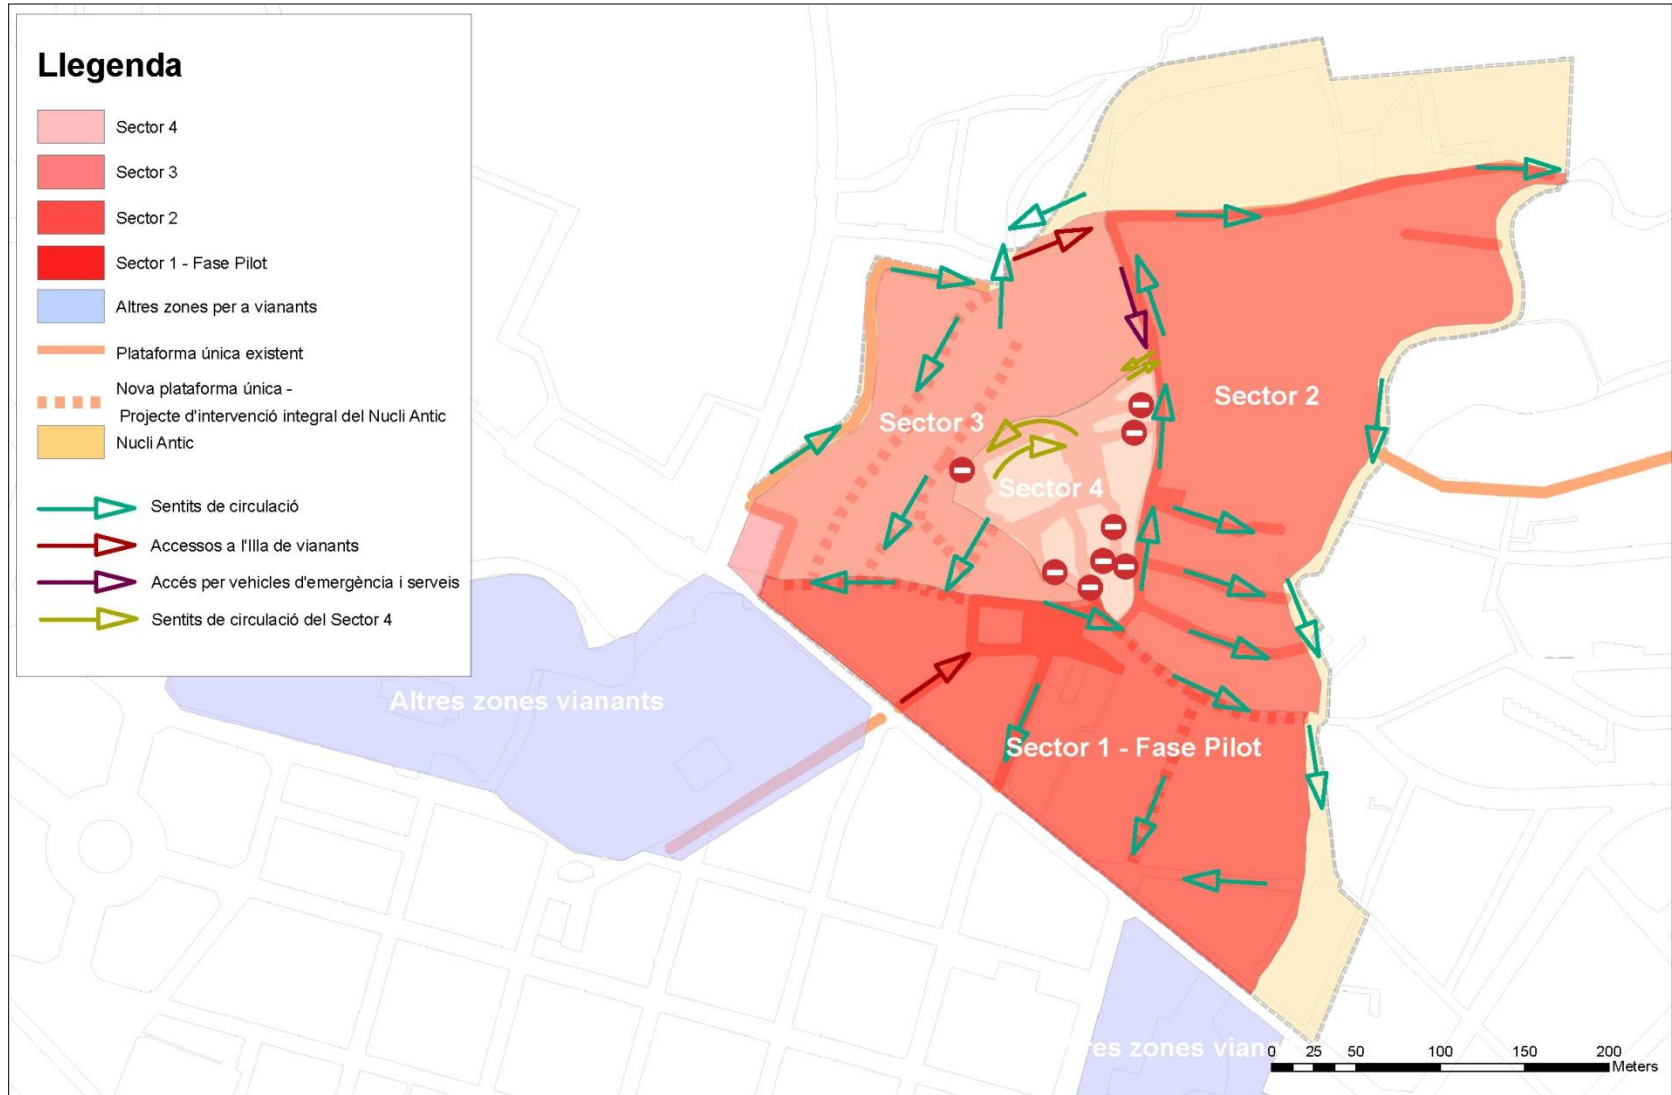 Llegenda
Sector 4
Sector 3
Sector 2
Sector 1 - Fase Pilot
Altres zones per a vianants
Plataforma única existent
Nova plataforma única -
Projecte d'intervenció integral del Nucli Antic
Nucli Antic
Sentits de circulació
Accessos a l'Illa de vianants
Accés per vehicles d'emergència i serveis
Sentits de circulació del Sector 4
Sector 2
Sector 3
Sector 4
Altres zones vianants
Sector 1 - Fase Pilot
res zones vian
0 25 50 100 150 200
Meters